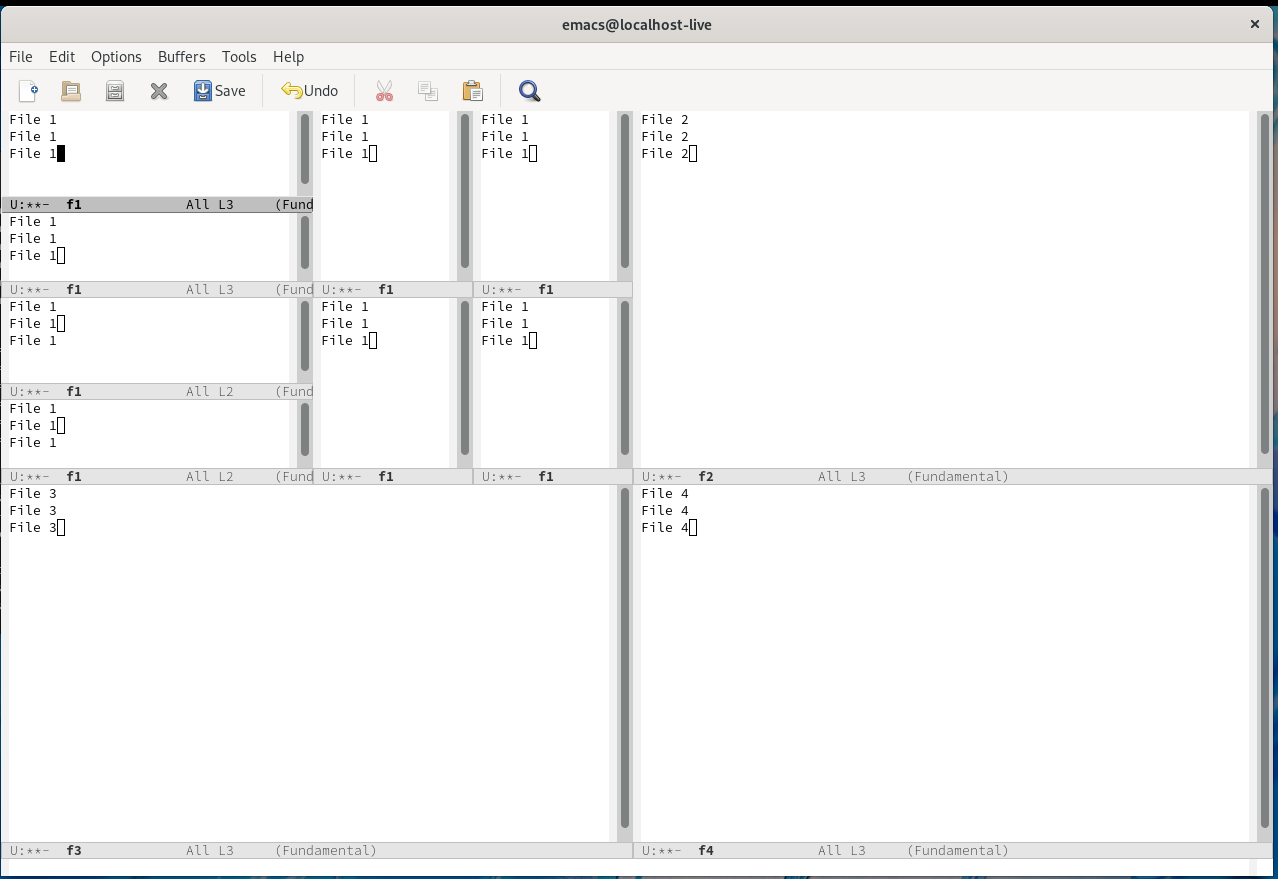 emacs@localhost-live
File Edit Options Buffers Tools Help
Save Undo
File 1
File 1
File 1
U:**- f1 All L3 (Fund
File 1
File 1
File 1
U:**- f1 All L3 (Fund
File 1
File 1
File 1
U:**- f1 All L2 (Fund
File 1
File 1
File 1
U:**- f1 All L2 (Fund
File 1
File 1
File 1
U:**- f1
File 1
File 1
File 1
U:**- f1
File 1
File 1
File 1
U:**- f1
File 1
File 1
File 1
U:**- f1
File 2
File 2
File 2
U:**- f2 All L3 (Fundamental)
File 3
File 3
File 3
U:**- f3 All L3 (Fundamental)
File 4
File 4
File 4
U:**- f4 All L3 (Fundamental)